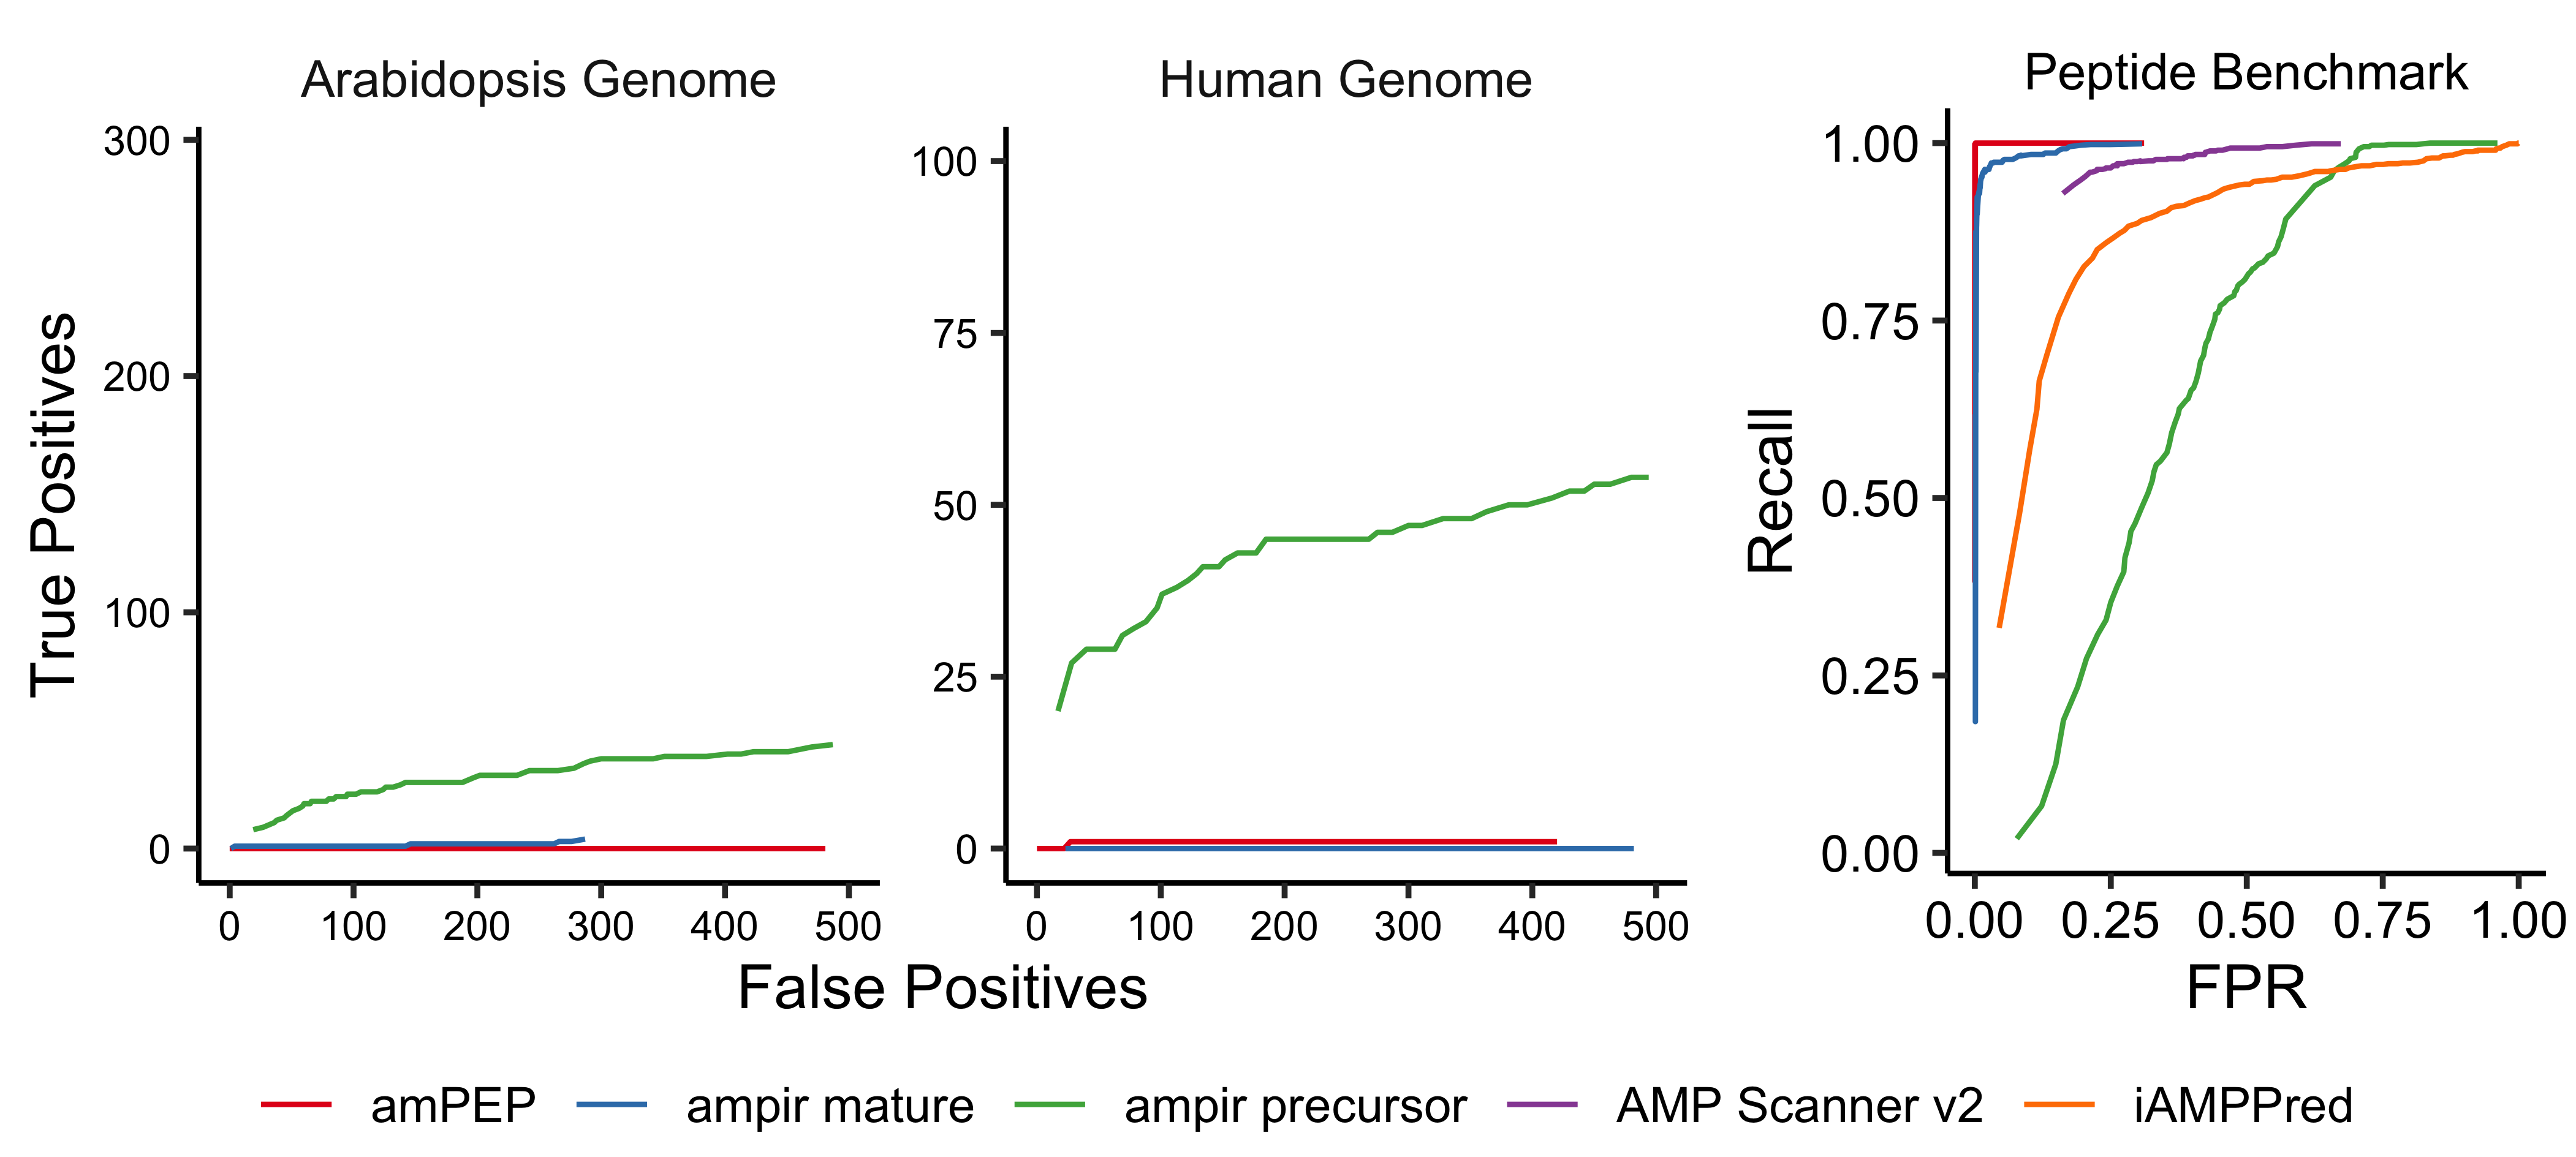 Arabidopsis Genome
Human Genome
Peptide Benchmark
True Positives
300
200
100
0
0 100 200 300 400 500
100
75
50
25
0
0 100 200 300 400 500
False Positives
Recall
1.00
0.75
0.50
0.25
0.00
0.00 0.25 0.50 0.75 1.00
FPR
amPEP ampir mature ampir precursor AMP Scanner v2 iAMPPred